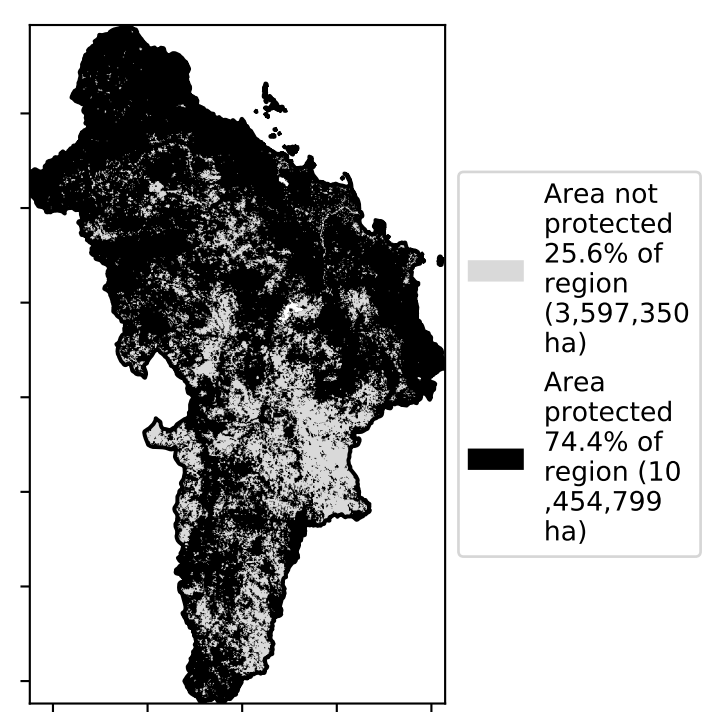 Area not
protected
25.6% of
region
(3,597,350
ha)
Area
protected
74.4% of
region (10
,454,799
ha)